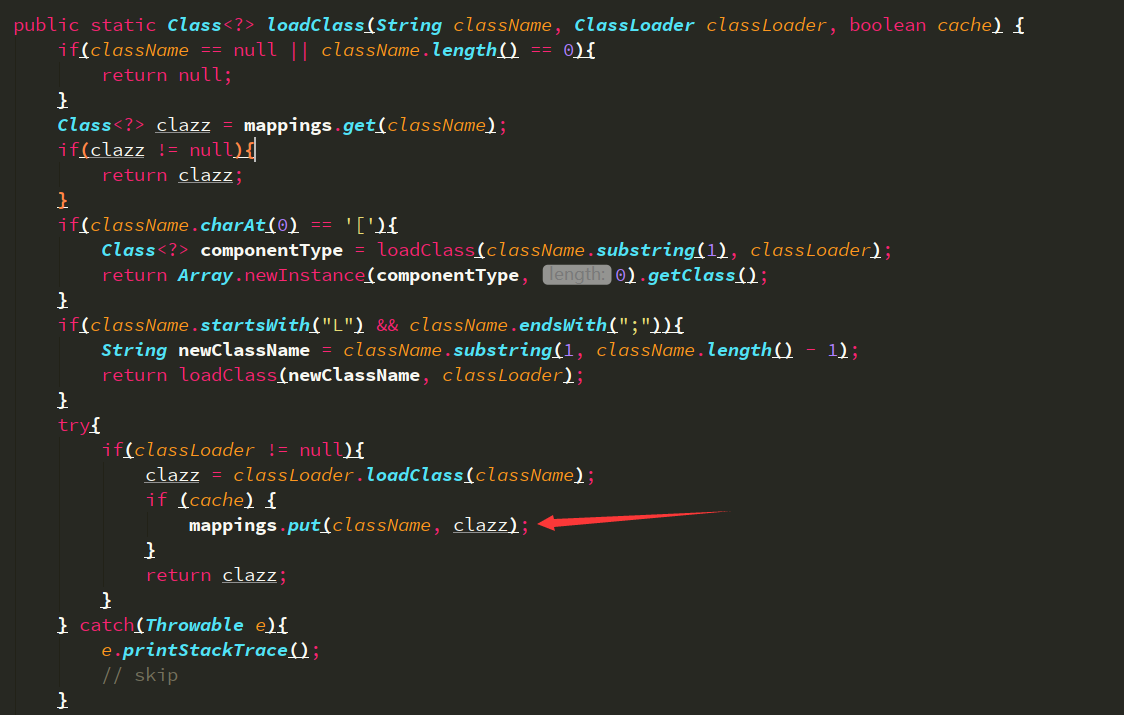 public static Class<?> loadClass(String className, ClassLoader classLoader, boolean cache) {
    if(className == null || className.length() == 0){
        return null;
    }
    Class<?> clazz = mappings.get(className);
    if(clazz != null){
        return clazz;
    }
    if(className.charAt(0) == '['){
        Class<?> componentType = loadClass(className.substring(1), classLoader);
        return Array.newInstance(componentType, length: 0).getClass();
    }
    if(className.startsWith("L") && className.endsWith(";")){
        String newClassName = className.substring(1, className.length() - 1);
        return loadClass(newClassName, classLoader);
    }
    try{
        if(classLoader != null){
            clazz = classLoader.loadClass(className);
            if (cache) {
                mappings.put(className, clazz);
            }
            return clazz;
        }
    } catch(Throwable e){
        e.printStackTrace();
        // skip
    }